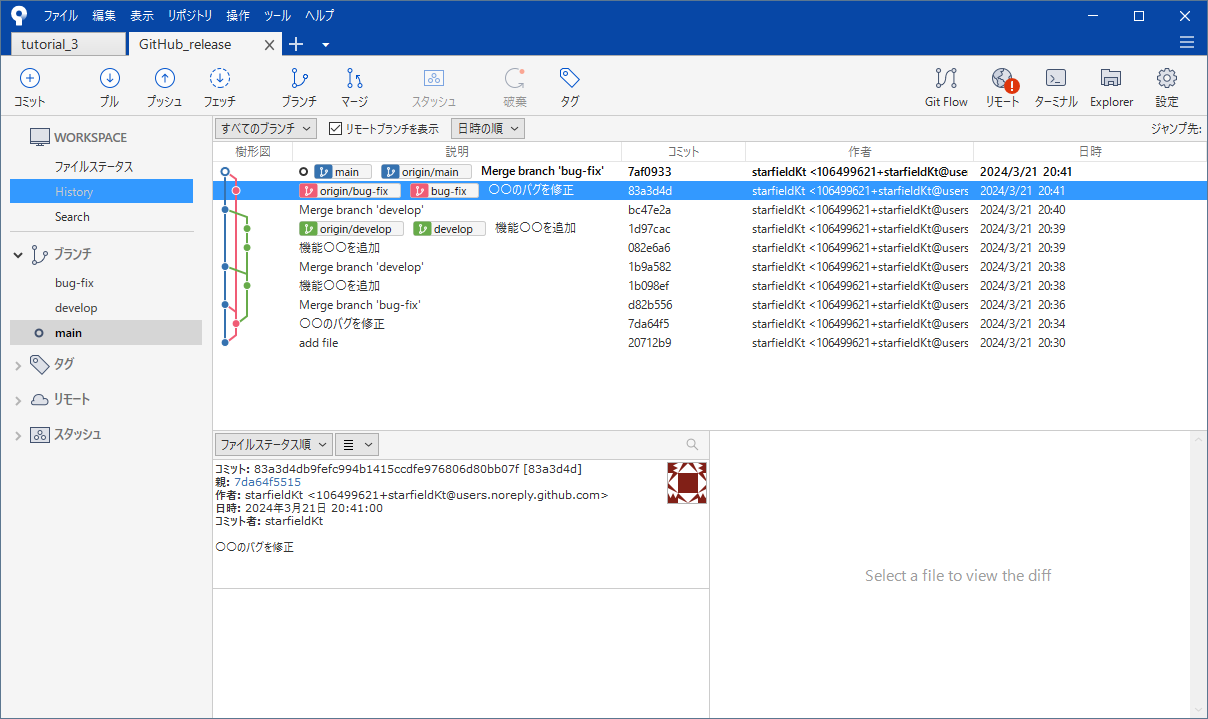 ファイル 編集 表示 リポジトリ 操作 ツール ヘルプ
tutorial_3 GitHub_release
コミット プル プッシュ フェッチ ブランチ マージ スタッシュ 破棄 タグ Git Flow リモート ターミナル Explorer 設定
WORKSPACE
ファイルステータス
History
Search
ブランチ
bug-fix
develop
main
タグ
リモート
スタッシュ
すべてのブランチ リモートブランチを表示 日時の順 ジャンプ先:
樹形図 説明 コミット 作者 日時
main origin/main Merge branch 'bug-fix' 7af0933 starfieldKt <106499621+starfieldKt@use 2024/3/21 20:41
origin/bug-fix bug-fix 〇〇のバグを修正 83a3d4d starfieldKt <106499621+starfieldKt@users 2024/3/21 20:41
Merge branch 'develop' bc47e2a starfieldKt <106499621+starfieldKt@users 2024/3/21 20:40
origin/develop develop 機能〇〇を追加 1d97cac starfieldKt <106499621+starfieldKt@users 2024/3/21 20:39
機能〇〇を追加 082e6a6 starfieldKt <106499621+starfieldKt@users 2024/3/21 20:39
Merge branch 'develop' 1b9a582 starfieldKt <106499621+starfieldKt@users 2024/3/21 20:38
機能〇〇を追加 1b098ef starfieldKt <106499621+starfieldKt@users 2024/3/21 20:38
Merge branch 'bug-fix' d82b556 starfieldKt <106499621+starfieldKt@users 2024/3/21 20:36
〇〇のバグを修正 7da64f5 starfieldKt <106499621+starfieldKt@users 2024/3/21 20:34
add file 20712b9 starfieldKt <106499621+starfieldKt@users 2024/3/21 20:30
ファイルステータス順
コミット: 83a3d4db9fefc994b1415ccdfe976806d80bb07f [83a3d4d]
親: 7da64f5515
作者: starfieldKt <106499621+starfieldKt@users.noreply.github.com>
日時: 2024年3月21日 20:41:00
コミット者: starfieldKt
〇〇のバグを修正
Select a file to view the diff